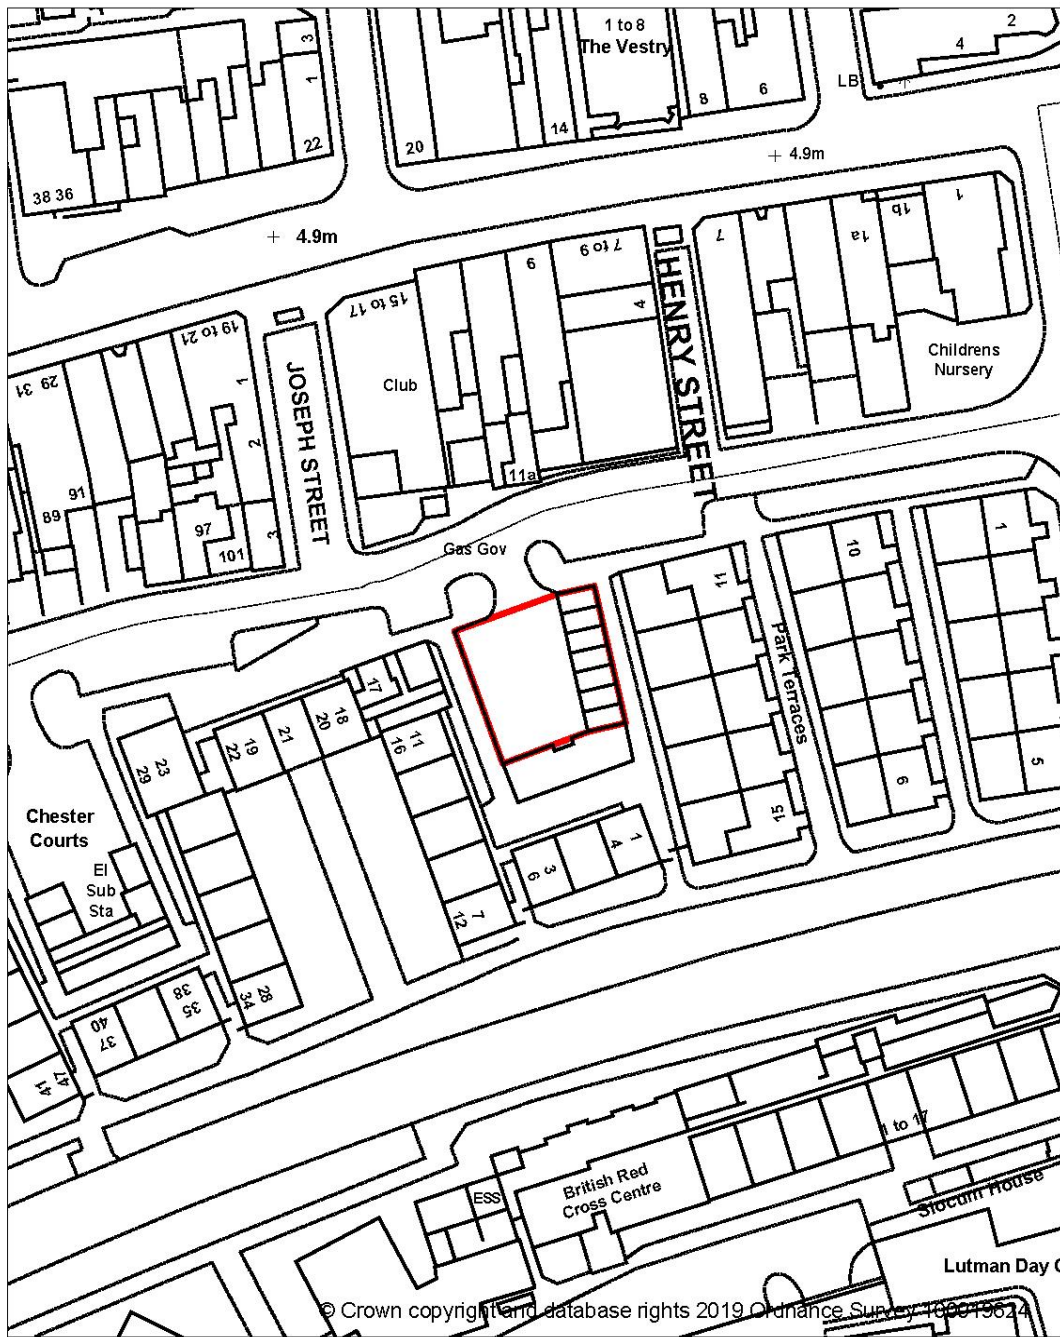 1 to 8
The Vestry
3
1
22
38 36
20
14
8
6
2
4
LB
4.9m
4.9m
7 to 9
9
4
15 to 17
7
1a
1b
1
Childrens
Nursery
HENRY STREET
Club
11a
JOSEPH STREET
19 to 21
1
2
3
29 31
91
89
97
101
Gas Gov
11
Park Terraces
15
10
6
1
5
17
18
20
21
19
22
11
16
23
29
Chester
Courts
El
Sub
Sta
7
12
3
6
1
4
28
34
38
35
40
37
47
41
British Red
Cross Centre
ESS
1 to 17
Slocum House
Lutman Day C
© Crown copyright and database rights 2019 Ordnance Survey 100019624